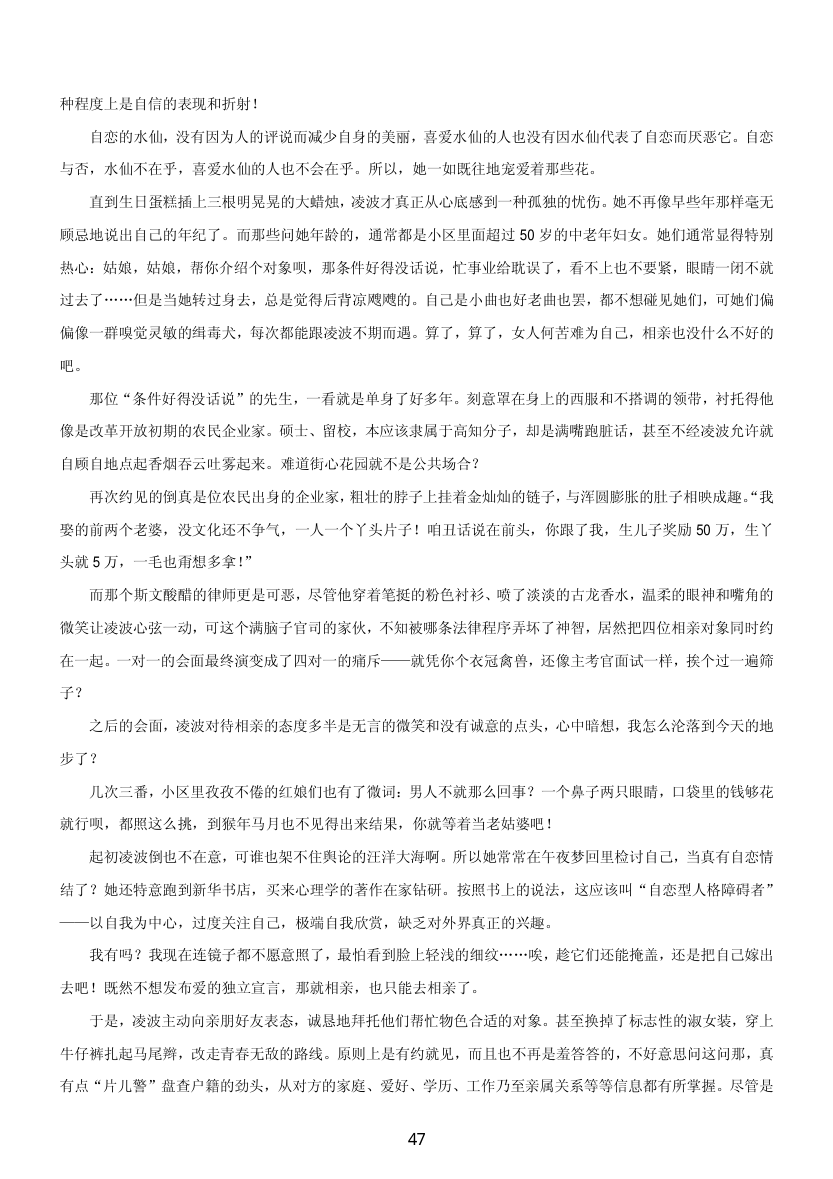 种程度上是自信的表现和折射！
自恋的水仙，没有因为人的评说而减少自身的美丽，喜爱水仙的人也没有因水仙代表了自恋而厌恶它。自恋
与否，水仙不在乎，喜爱水仙的人也不会在乎。所以，她一如既往地宠爱着那些花。
直到生日蛋糕插上三根明晃晃的大蜡烛，凌波才真正从心底感到一种孤独的忧伤。她不再像早些年那样毫无
顾忌地说出自己的年纪了。而那些问她年龄的，通常都是小区里面超过 50 岁的中老年妇女。她们通常显得特别
热心：姑娘，姑娘，帮你介绍个对象呗，那条件好得没话说，忙事业给耽误了，看不上也不要紧，眼睛一闭不就
过去了……但是当她转过身去，总是觉得后背凉飕飕的。自己是小曲也好老曲也罢，都不想碰见她们，可她们偏
偏像一群嗅觉灵敏的缉毒犬，每次都能跟凌波不期而遇。算了，算了，女人何苦难为自己，相亲也没什么不好的
吧。
那位“条件好得没话说”的先生，一看就是单身了好多年。刻意罩在身上的西服和不搭调的领带，衬托得他
像是改革开放初期的农民企业家。硕士、留校，本应该隶属于高知分子，却是满嘴跑脏话，甚至不经凌波允许就
自顾自地点起香烟吞云吐雾起来。难道街心花园就不是公共场合？
再次约见的倒真是位农民出身的企业家，粗壮的脖子上挂着金灿灿的链子，与浑圆膨胀的肚子相映成趣。“我
娶的前两个老婆，没文化还不争气，一人一个丫头片子！咱丑话说在前头，你跟了我，生儿子奖励 50 万，生丫
头就 5 万，一毛也甭想多拿！”
而那个斯文酸醋的律师更是可恶，尽管他穿着笔挺的粉色衬衫、喷了淡淡的古龙香水，温柔的眼神和嘴角的
微笑让凌波心弦一动，可这个满脑子官司的家伙，不知被哪条法律程序弄坏了神智，居然把四位相亲对象同时约
在一起。一对一的会面最终演变成了四对一的痛斥——就凭你个衣冠禽兽，还像主考官面试一样，挨个过一遍筛
子？
之后的会面，凌波对待相亲的态度多半是无言的微笑和没有诚意的点头，心中暗想，我怎么沦落到今天的地
步了？
几次三番，小区里孜孜不倦的红娘们也有了微词：男人不就那么回事？一个鼻子两只眼睛，口袋里的钱够花
就行呗，都照这么挑，到猴年马月也不见得出来结果，你就等着当老姑婆吧！
起初凌波倒也不在意，可谁也架不住舆论的汪洋大海啊。所以她常常在午夜梦回里检讨自己，当真有自恋情
结了？她还特意跑到新华书店，买来心理学的著作在家钻研。按照书上的说法，这应该叫“自恋型人格障碍者”
——以自我为中心，过度关注自己，极端自我欣赏，缺乏对外界真正的兴趣。
我有吗？我现在连镜子都不愿意照了，最怕看到脸上轻浅的细纹……唉，趁它们还能掩盖，还是把自己嫁出
去吧！既然不想发布爱的独立宣言，那就相亲，也只能去相亲了。
于是，凌波主动向亲朋好友表态，诚恳地拜托他们帮忙物色合适的对象。甚至换掉了标志性的淑女装，穿上
牛仔裤扎起马尾辫，改走青春无敌的路线。原则上是有约就见，而且也不再是羞答答的，不好意思问这问那，真
有点“片儿警”盘查户籍的劲头，从对方的家庭、爱好、学历、工作乃至亲属关系等等信息都有所掌握。尽管是
47